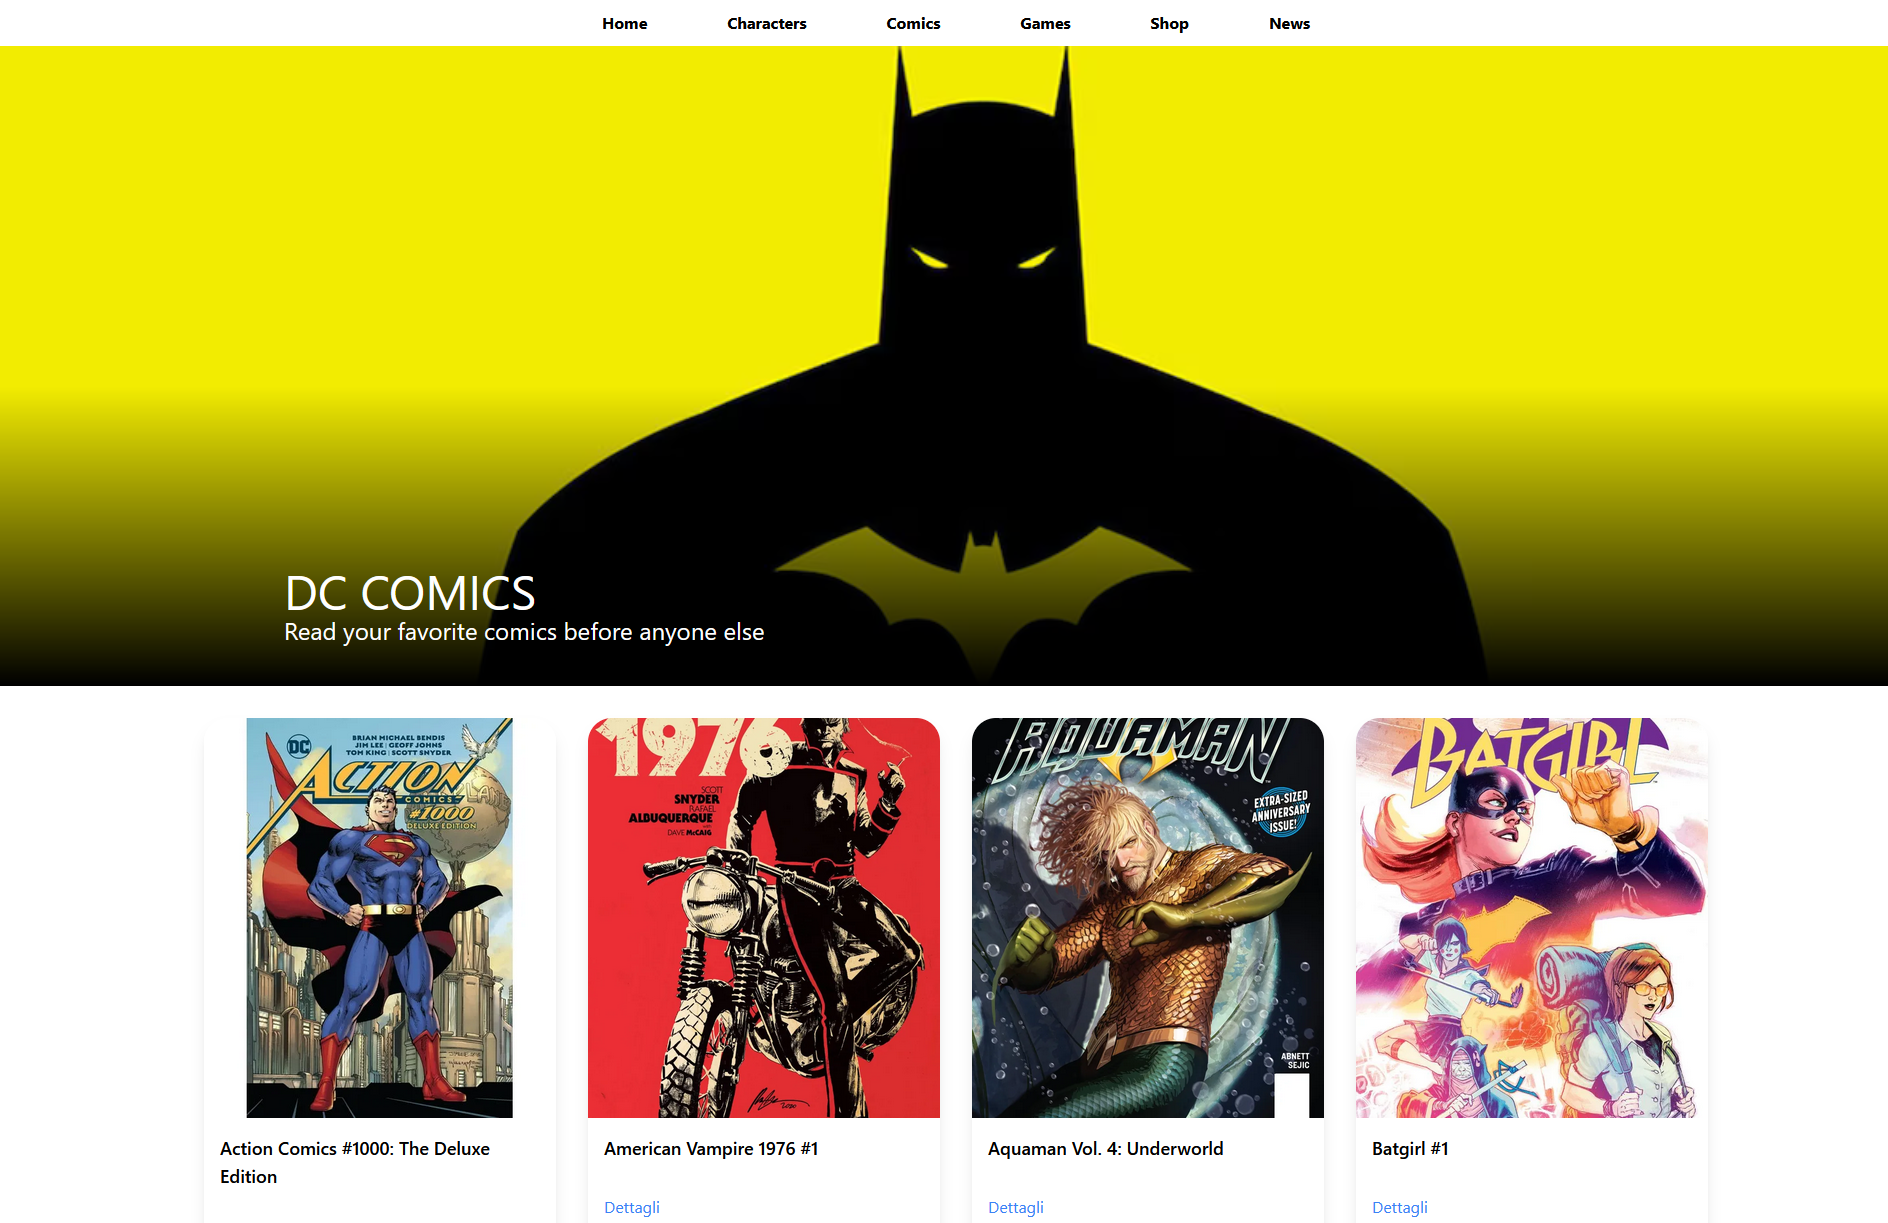 Home Characters Comics Games Shop News
DC COMICS
Read your favorite comics before anyone else
DC
BRIAN MICHAEL BENDIS
JIM LEE | GEOFF JOHNS
TOM KING | SCOTT SNYDER
ACTION
COMICS
#1000
DELUXE EDITION
Action Comics #1000: The Deluxe
Edition
1976
SCOTT
SNYDER
RAFAEL
ALBUQUERQUE
DAVE McCAIG
2020
American Vampire 1976 #1
Dettagli
AQUAMAN
EXTRA-SIZED
ANNIVERSARY
ISSUE!
ABNETT
SEJIC
Aquaman Vol. 4: Underworld
Dettagli
BATGIRL
Batgirl #1
Dettagli